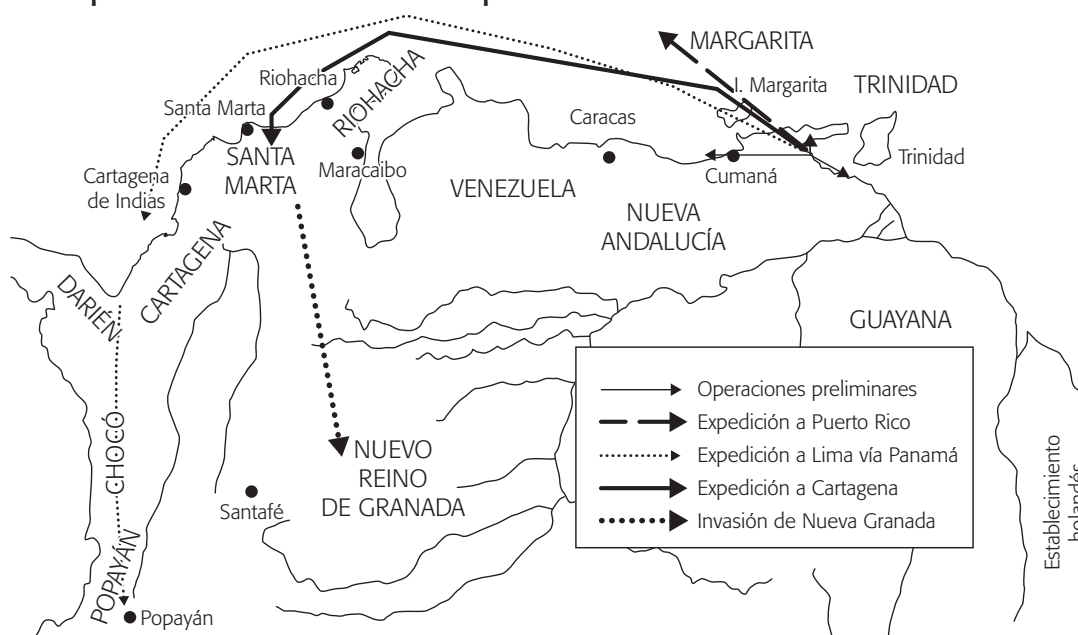 MARGARITA
I. Margarita
TRINIDAD
Trinidad
Riohacha
RIOHACHA
Santa Marta
SANTA
MARTA
Maracaibo
Caracas
Cumaná
Cartagena
de Indias
VENEZUELA
NUEVA
ANDALUCÍA
CARTAGENA
DARIÉN
GUAYANA
CHOCÓ
NUEVO
REINO
DE GRANADA
Santafé
POPAYÁN
Popayán
Operaciones preliminares
Expedición a Puerto Rico
Expedición a Lima vía Panamá
Expedición a Cartagena
Invasión de Nueva Granada
Establecimiento
holandés